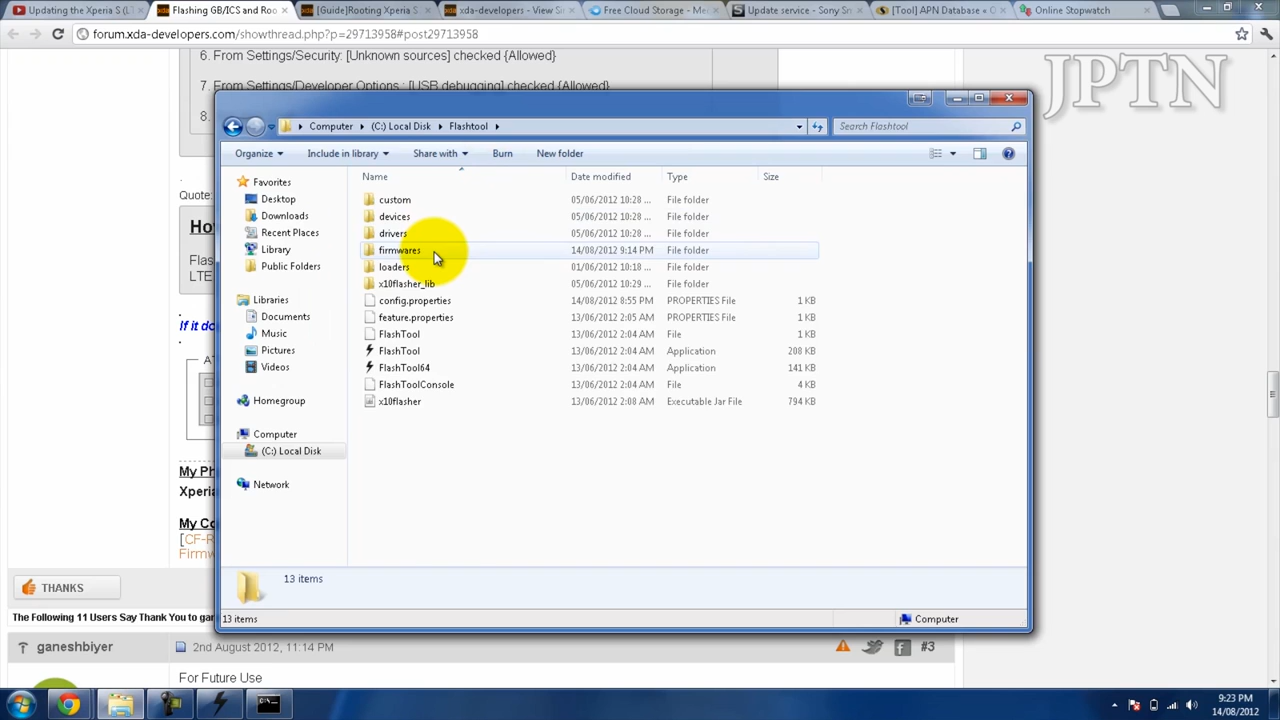 Updating the Xperia S (LT
Flashing GB/ICS and Roo
[Guide]Rooting Xperia S
xda-developers - View Sin
Free Cloud Storage - Me
Update service - Sony Sm
[Tool] APN Database « O
Online Stopwatch
forum.xda-developers.com/showthread.php?p=29713958#post29713958
6. From Settings/Security: [Unknown sources] checked {Allowed}
7. From Settings/Developer Options : [USB debugging] checked {Allowed}
8.
JPTN
Computer
(C:) Local Disk
Flashtool
Search Flashtool
Organize
Include in library
Share with
Burn
New folder
Name
Date modified
Type
Size
Favorites
Desktop
Downloads
Recent Places
Library
Public Folders
Libraries
Documents
Music
Pictures
Videos
Homegroup
Computer
(C:) Local Disk
Network
custom 05/06/2012 10:28 ... File folder
devices 05/06/2012 10:28 ... File folder
drivers 05/06/2012 10:28 ... File folder
firmwares 14/08/2012 9:14 PM File folder
loaders 01/06/2012 10:18 ... File folder
x10flasher_lib 05/06/2012 10:29 ... File folder
config.properties 14/08/2012 8:55 PM PROPERTIES File 1 KB
feature.properties 13/06/2012 2:05 AM PROPERTIES File 1 KB
FlashTool 13/06/2012 2:04 AM File 1 KB
FlashTool 13/06/2012 2:04 AM Application 208 KB
FlashTool64 13/06/2012 2:04 AM Application 141 KB
FlashToolConsole 13/06/2012 2:04 AM File 4 KB
x10flasher 13/06/2012 2:08 AM Executable Jar File 794 KB
13 items
13 items
Computer
Quote:
Ho
Flas
LTE
If it do
AT
My Ph
Xperia
My Co
[CF-R
Firmw
THANKS
The Following 11 Users Say Thank You to gan
ganeshbiyer
2nd August 2012, 11:14 PM
#3
For Future Use
9:23 PM
14/08/2012